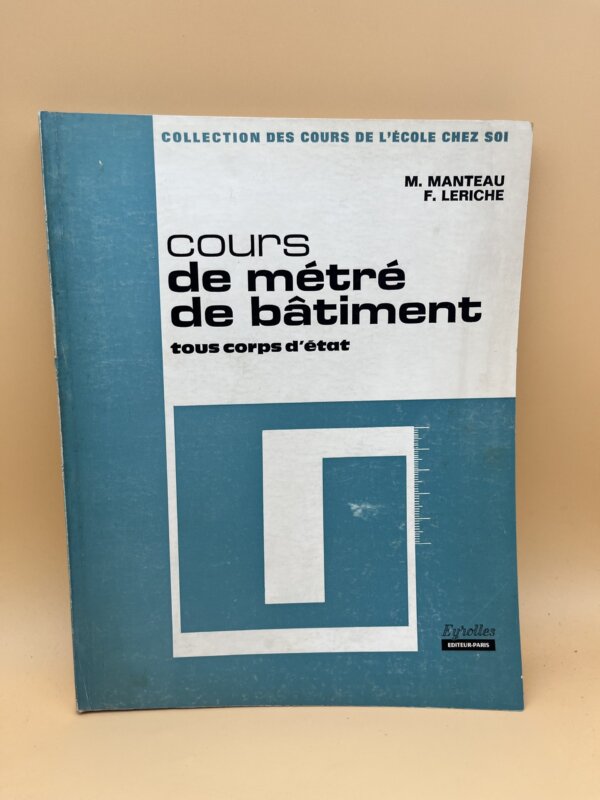 COLLECTION DES COURS DE L'ÉCOLE CHEZ SOI
M. MANTEAU
F. LERICHE
cours
de métré
de bâtiment
tous corps d'état
Eyrolles
EDITEUR-PARIS